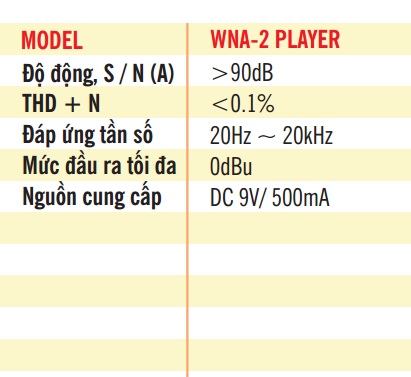 MODEL WNA-2 PLAYER
Độ động, S / N (A) >90dB
THD + N <0.1%
Đáp ứng tần số 20Hz ~ 20kHz
Mức đầu ra tối đa 0dBu
Nguồn cung cấp DC 9V/ 500mA